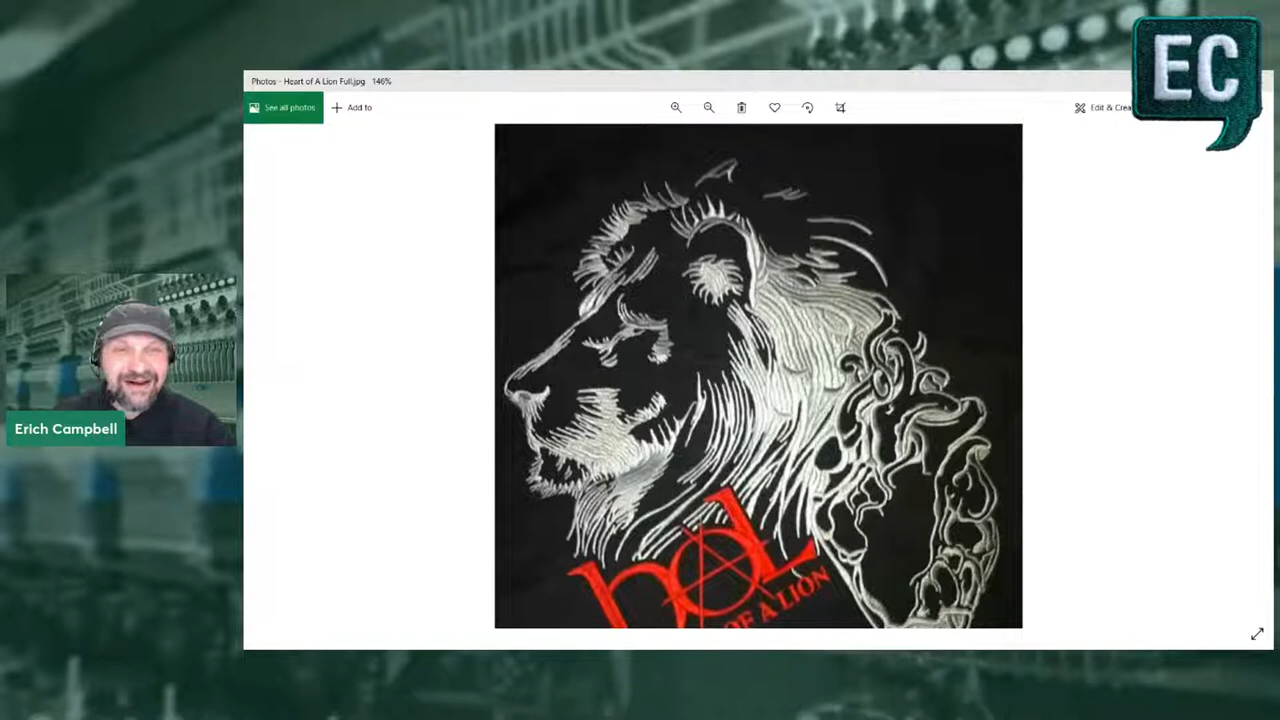 EC
Photos - Heart of A Lion Full.jpg 146%
See all photos
Add to
Edit & Crea
Erich Campbell
hOL
OF A LION